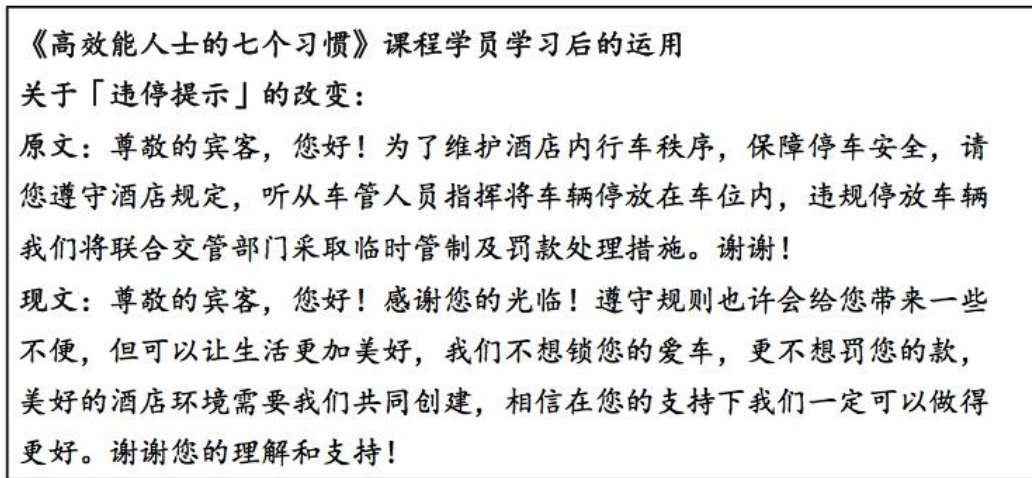 《高效能人士的七个习惯》课程学员学习后的运用
关于「违停提示」的改变：
原文：尊敬的宾客，您好！为了维护酒店内行车秩序，保障停车安全，请
您遵守酒店规定，听从车管人员指挥将车辆停放在车位内，违规停放车辆
我们将联合交管部门采取临时管制及罚款处理措施。谢谢！
现文：尊敬的宾客，您好！感谢您的光临！遵守规则也许会给您带来一些
不便，但可以让生活更加美好，我们不想锁您的爱车，更不想罚您的款，
美好的酒店环境需要我们共同创建，相信在您的支持下我们一定可以做得
更好。谢谢您的理解和支持！